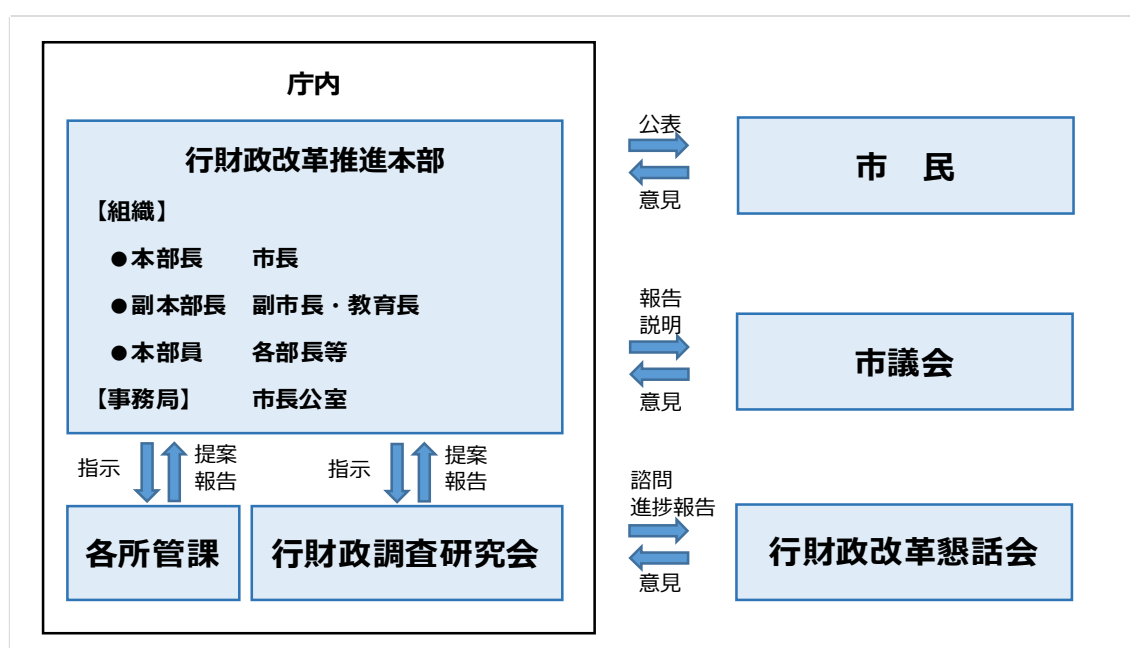 庁内
行財政改革推進本部
【組織】
●本部長 市長
●副本部長 副市長・教育長
●本部員 各部長等
【事務局】 市長公室
指示
提案
報告
指示
提案
報告
各所管課
行財政調査研究会
公表
意見
市 民
報告
説明
意見
市議会
諮問
進捗報告
意見
行財政改革懇話会